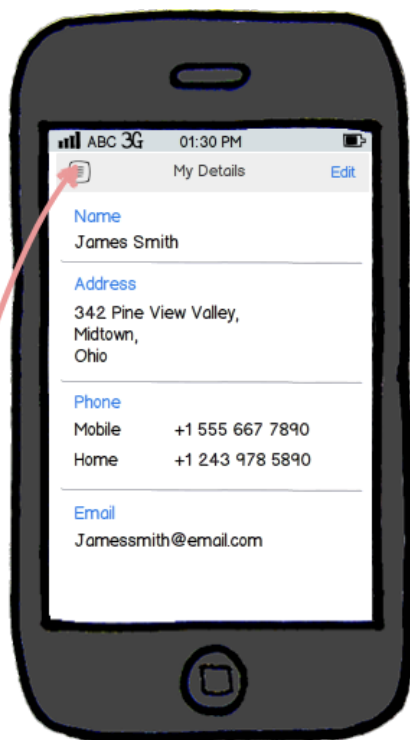 ABC 3G 01:30 PM
My Details Edit
Name
James Smith
Address
342 Pine View Valley,
Midtown,
Ohio
Phone
Mobile +1 555 667 7890
Home +1 243 978 5890
Email
Jamessmith@email.com